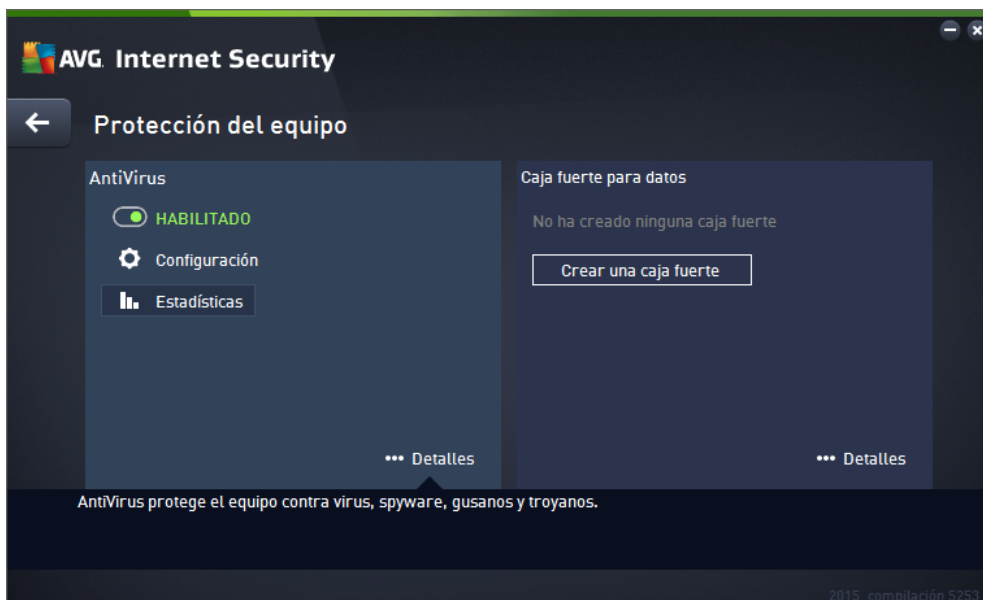 AVG. Internet Security
Protección del equipo
AntiVirus
HABILITADO
Configuración
Estadísticas
••• Detalles
Caja fuerte para datos
No ha creado ninguna caja fuerte
Crear una caja fuerte
••• Detalles
AntiVirus protege el equipo contra virus, spyware, gusanos y troyanos.
2015 compilación 5253